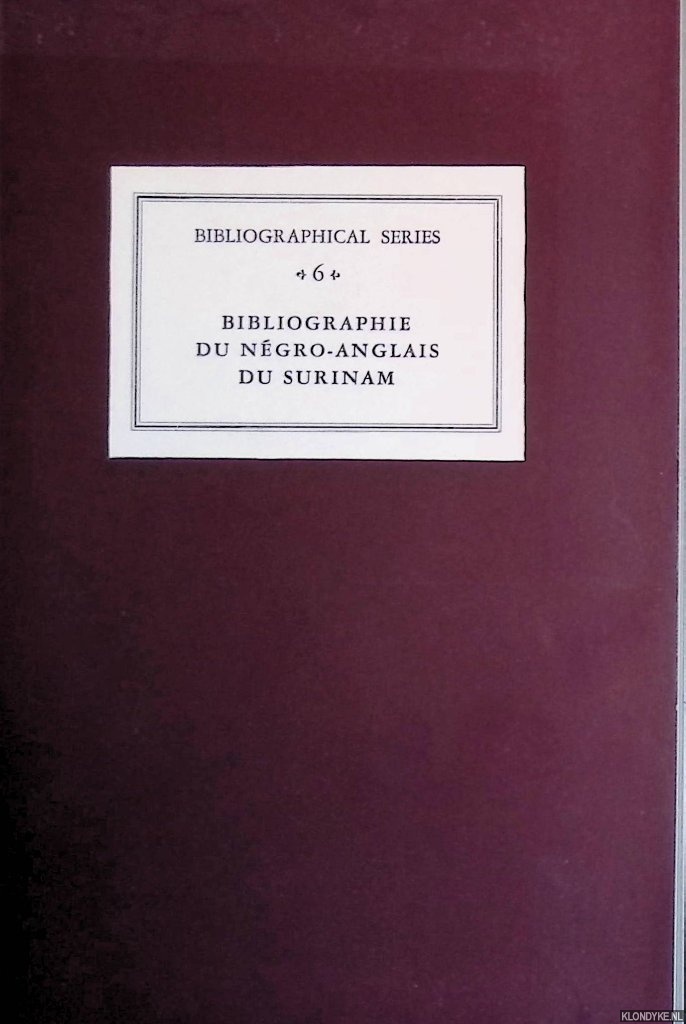 BIBLIOGRAPHICAL SERIES
6
BIBLIOGRAPHIE
DU NÉGRO-ANGLAIS
DU SURINAM
KLONDYKE.NL